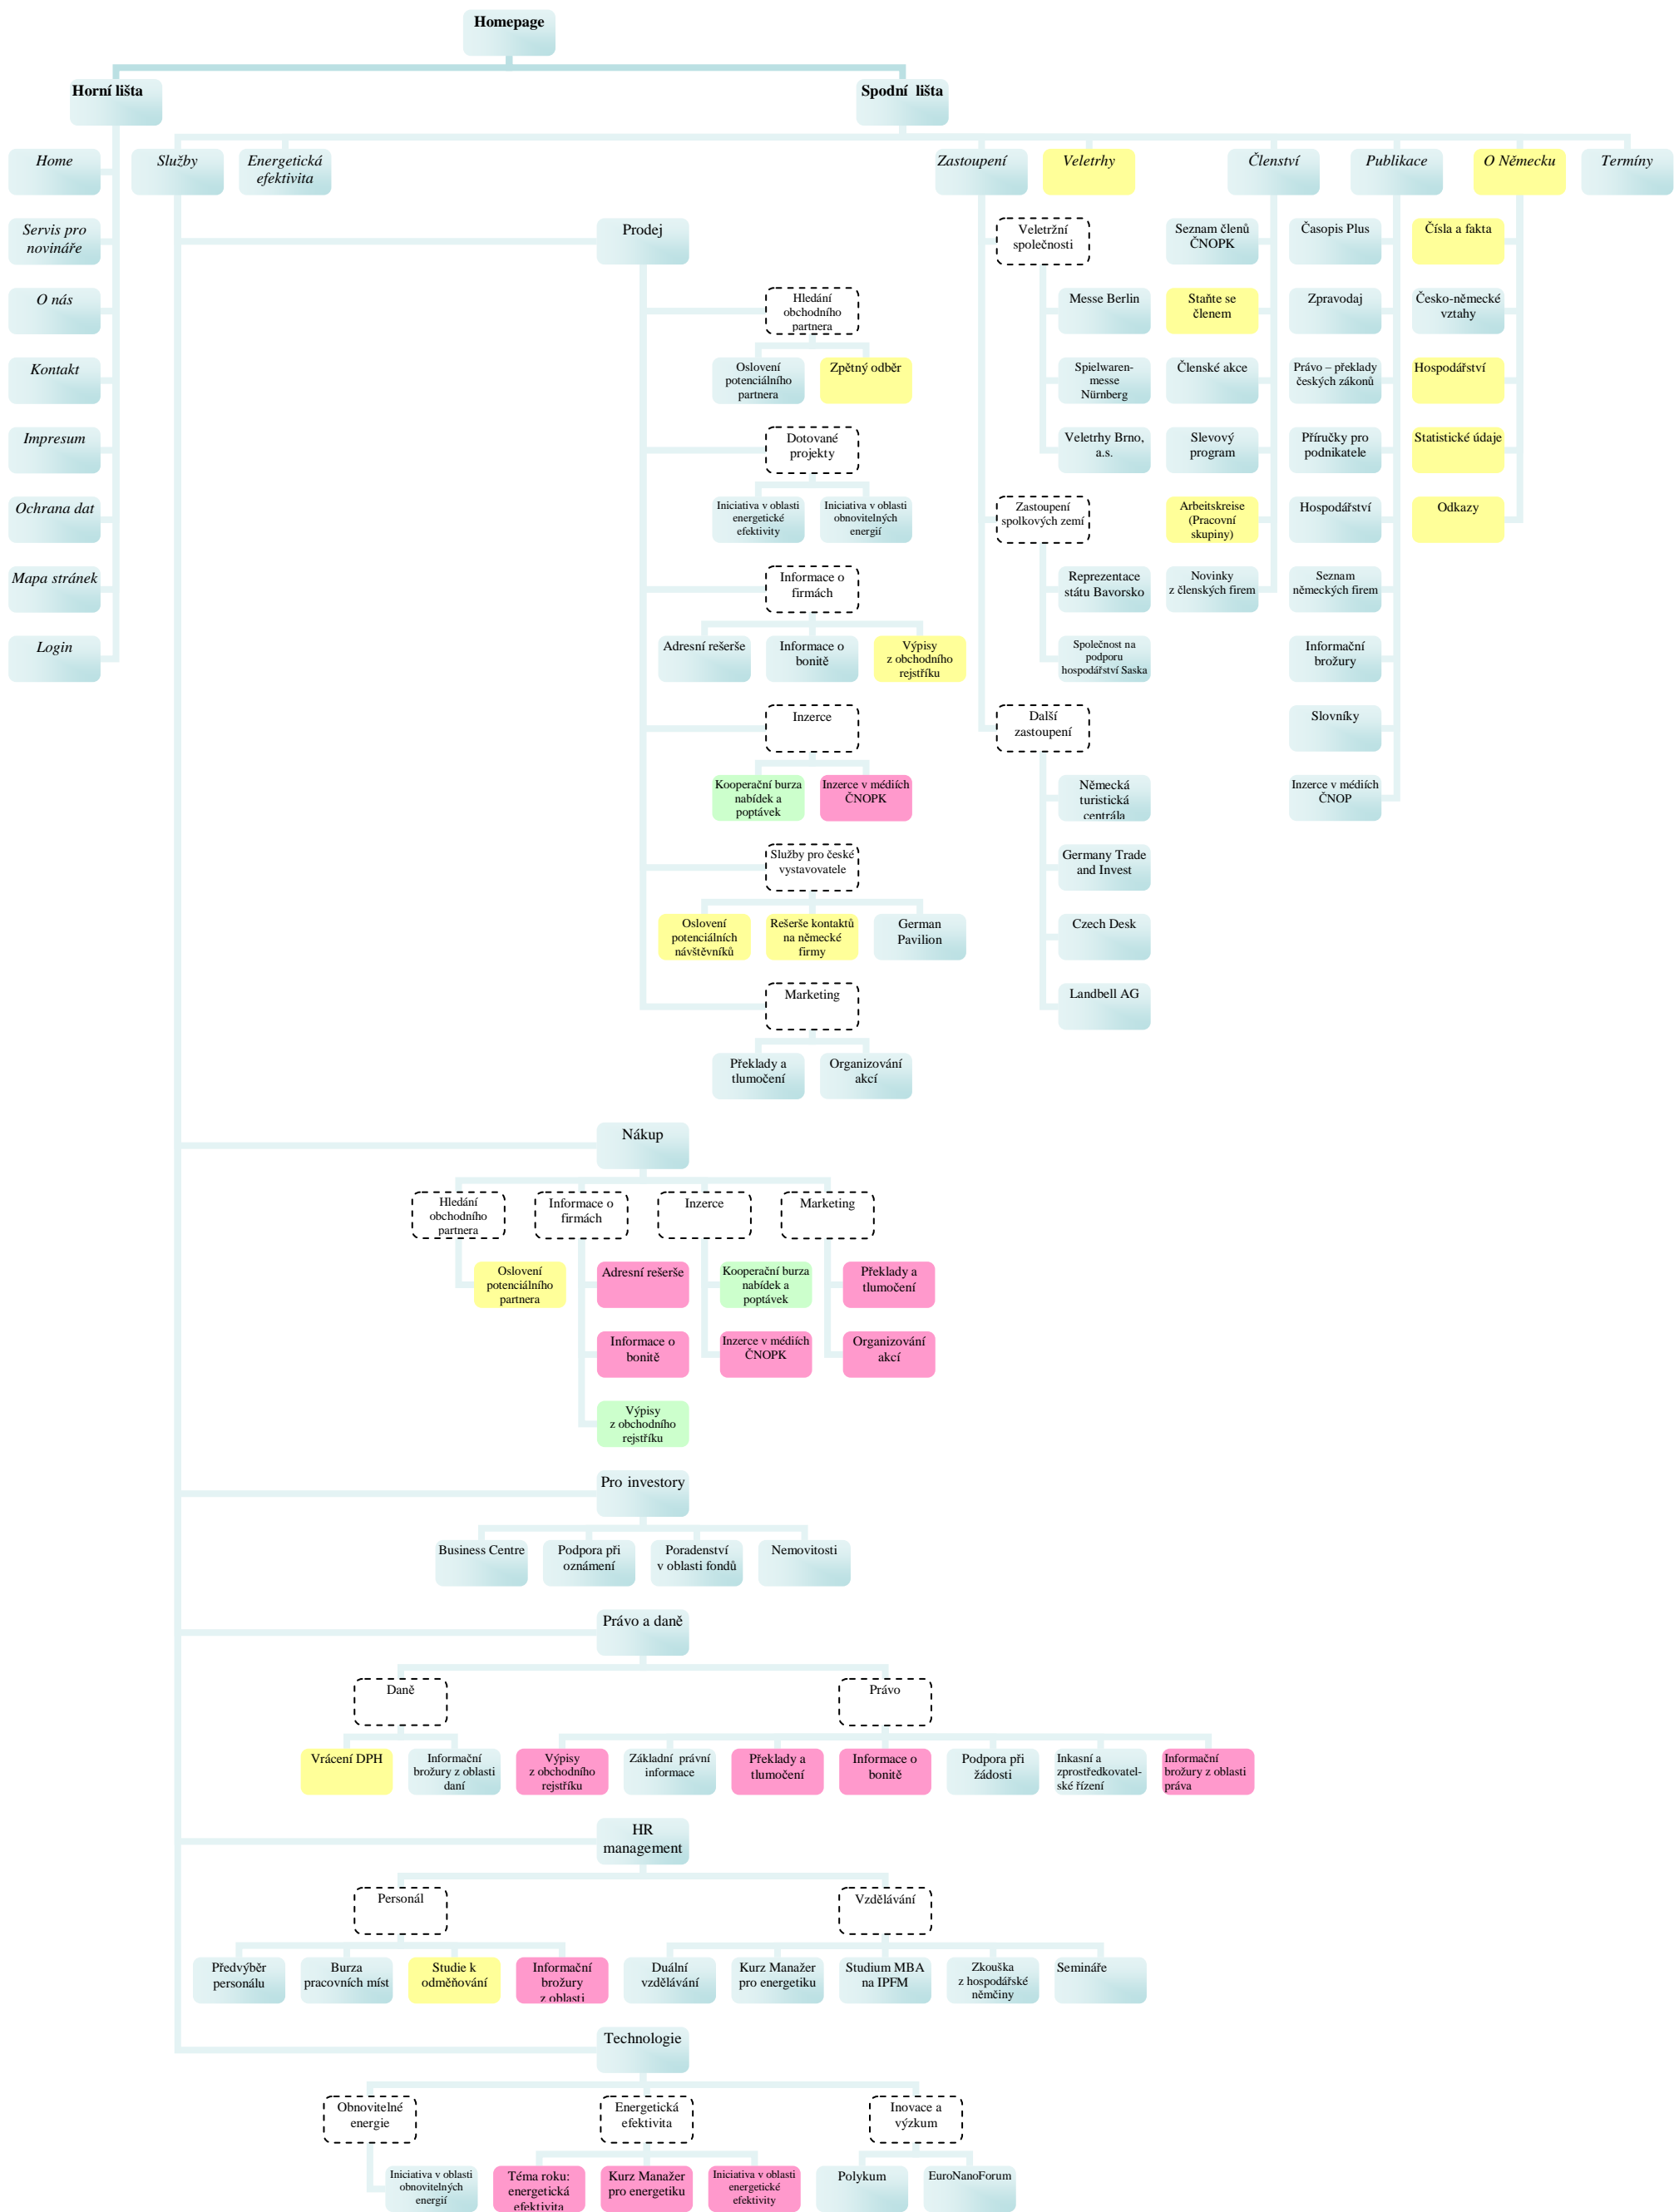 Homepage
Horní lišta
Spodní lišta
Home
Služby
Energetická
efektivita
Zastoupení
Veletrhy
Členství
Publikace
O Německu
Termíny
Servis pro
novináře
O nás
Kontakt
Impresum
Ochrana dat
Mapa stránek
Login
Prodej
Hledání
obchodního
partnera
Oslovení
potenciálního
partnera
Zpětný odběr
Dotované
projekty
Iniciativa v oblasti
energetické
efektivity
Iniciativa v oblasti
obnovitelných
energií
Informace o
firmách
Adresní rešerše
Informace o
bonitě
Výpisy
z obchodního
rejstříku
Inzerce
Kooperační burza
nabídek a
poptávek
Inzerce v médiích
ČNOPK
Služby pro české
vystavovatele
Oslovení
potenciálních
návštěvníků
Rešerše kontaktů
na německé
firmy
German
Pavilion
Marketing
Překlady a
tlumočení
Organizování
akcí
Veletržní
společnosti
Messe Berlin
Spielwaren-
messe
Nürnberg
Veletrhy Brno,
a.s.
Zastoupení
spolkových zemí
Reprezentace
státu Bavorsko
Společnost na
podporu
hospodářství Saska
Další
zastoupení
Německá
turistická
centrála
Germany Trade
and Invest
Czech Desk
Landbell AG
Seznam členů
ČNOPK
Staňte se
členem
Členské akce
Slevový
program
Arbeitskreise
(Pracovní
skupiny)
Novinky
z členských firem
Časopis Plus
Zpravodaj
Právo – překlady
českých zákonů
Příručky pro
podnikatele
Hospodářství
Seznam
německých firem
Informační
brožury
Slovníky
Inzerce v médiích
ČNOP
Čísla a fakta
Česko-německé
vztahy
Hospodářství
Statistické údaje
Odkazy
Nákup
Hledání
obchodního
partnera
Oslovení
potenciálního
partnera
Informace o
firmách
Adresní rešerše
Informace o
bonitě
Výpisy
z obchodního
rejstříku
Inzerce
Kooperační burza
nabídek a
poptávek
Inzerce v médiích
ČNOPK
Marketing
Překlady a
tlumočení
Organizování
akcí
Pro investory
Business Centre
Podpora při
oznámení
Poradenství
v oblasti fondů
Nemovitosti
Právo a daně
Daně
Vrácení DPH
Informační
brožury z oblasti
daní
Právo
Výpisy
z obchodního
rejstříku
Základní právní
informace
Překlady a
tlumočení
Informace o
bonitě
Podpora při
žádosti
Inkasní a
zprostředkovatel-
ské řízení
Informační
brožury z oblasti
práva
HR
management
Personál
Předvýběr
personálu
Burza
pracovních míst
Studie k
odměňování
Informační
brožury
z oblasti
Vzdělávání
Duální
vzdělávání
Kurz Manažer
pro energetiku
Studium MBA
na IPFM
Zkouška
z hospodářské
němčiny
Semináře
Technologie
Obnovitelné
energie
Iniciativa v oblasti
obnovitelných
energií
Energetická
efektivita
Téma roku:
energetická
efektivita
Kurz Manažer
pro energetiku
Iniciativa v oblasti
energetické
efektivity
Inovace a
výzkum
Polykum
EuroNanoForum